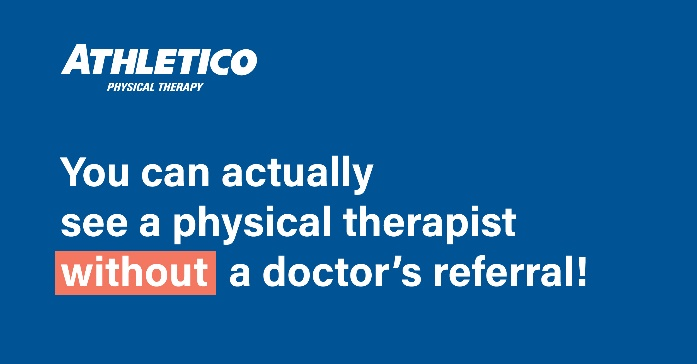 ATHLETICO
PHYSICAL THERAPY
You can actually
see a physical therapist
without a doctor’s referral!